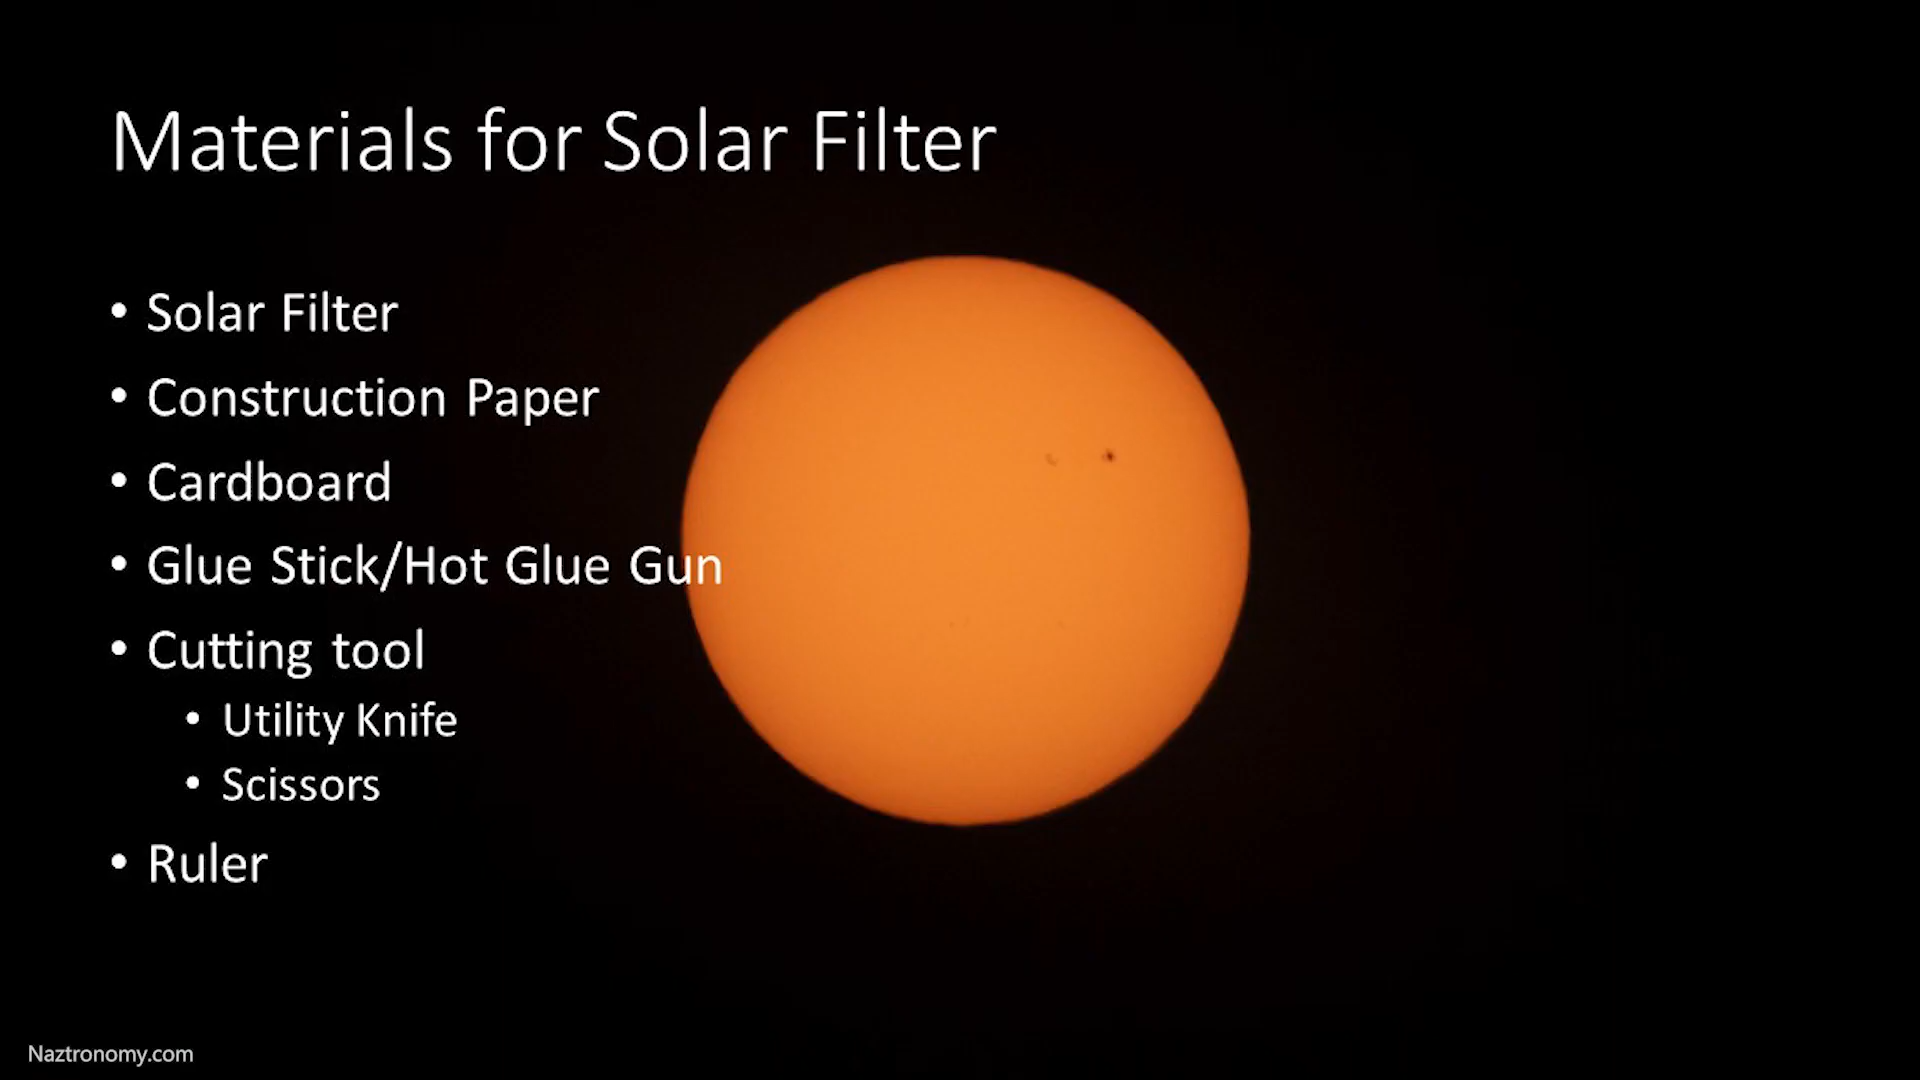 Materials for Solar Filter
• Solar Filter
• Construction Paper
• Cardboard
• Glue Stick/Hot Glue Gun
• Cutting tool
• Utility Knife
• Scissors
• Ruler
Naztronomy.com